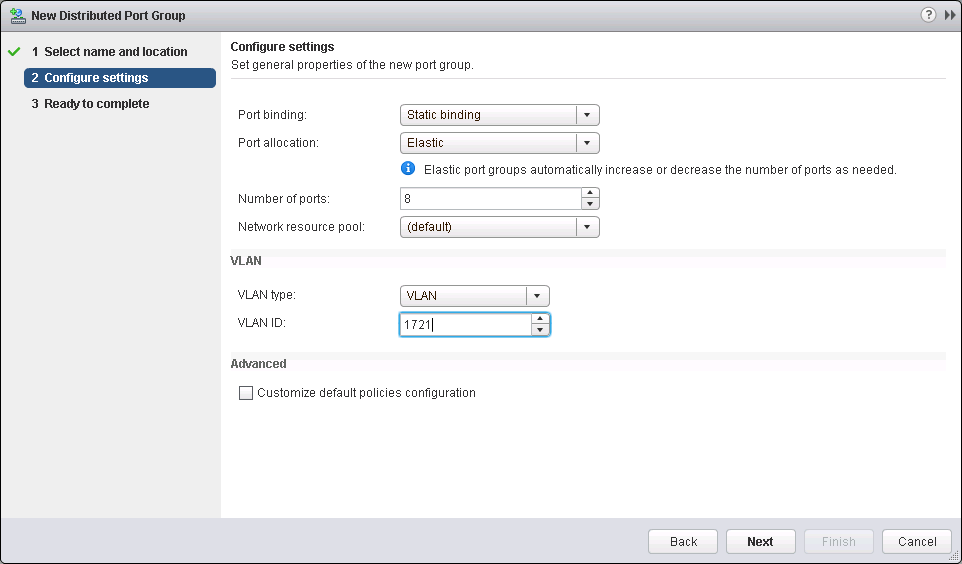 New Distributed Port Group
?
1 Select name and location
2 Configure settings
3 Ready to complete
Configure settings
Set general properties of the new port group.
Port binding: Static binding
Port allocation: Elastic
Elastic port groups automatically increase or decrease the number of ports as needed.
Number of ports: 8
Network resource pool: (default)
VLAN
VLAN type: VLAN
VLAN ID: 1721
Advanced
Customize default policies configuration
Back Next Finish Cancel